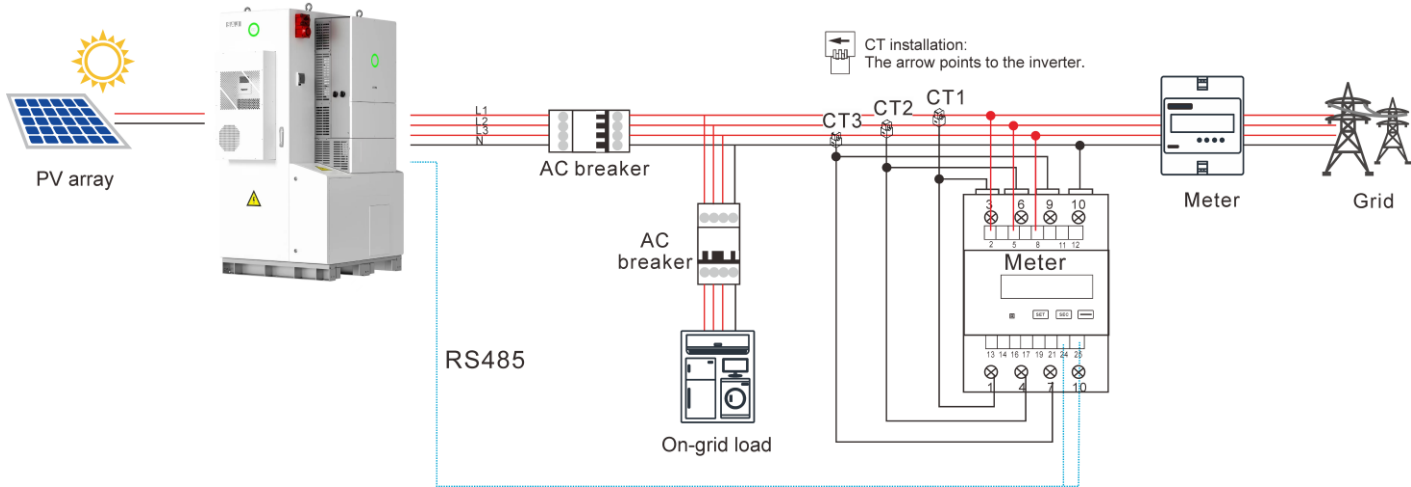 CT installation:
The arrow points to the inverter.
CT1
CT2
CT3
L1
L2
L3
N
AC breaker
PV array
Meter
Grid
3 6 9 10
2 5 8 11 12
AC
breaker
Meter
SET
RS485
13 14 16 17 19 21 24 25
1 4 7 10
On-grid load